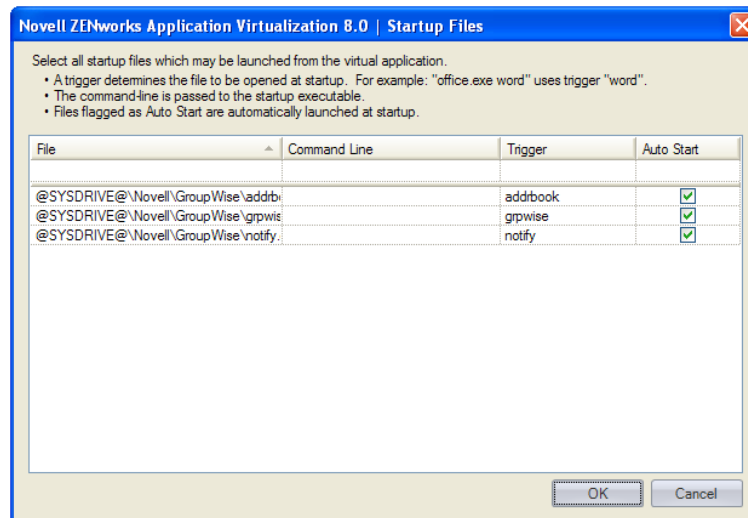 Novell ZENworks Application Virtualization 8.0 | Startup Files
Select all startup files which may be launched from the virtual application.
• A trigger determines the file to be opened at startup. For example: "office.exe word" uses trigger "word".
• The command-line is passed to the startup executable.
• Files flagged as Auto Start are automatically launched at startup.
File Command Line Trigger Auto Start
@SYSDRIVE@\Novell\GroupWise\addrb addrbook
@SYSDRIVE@\Novell\GroupWise\grpwis grpwise
@SYSDRIVE@\Novell\GroupWise\notify. notify
OK Cancel